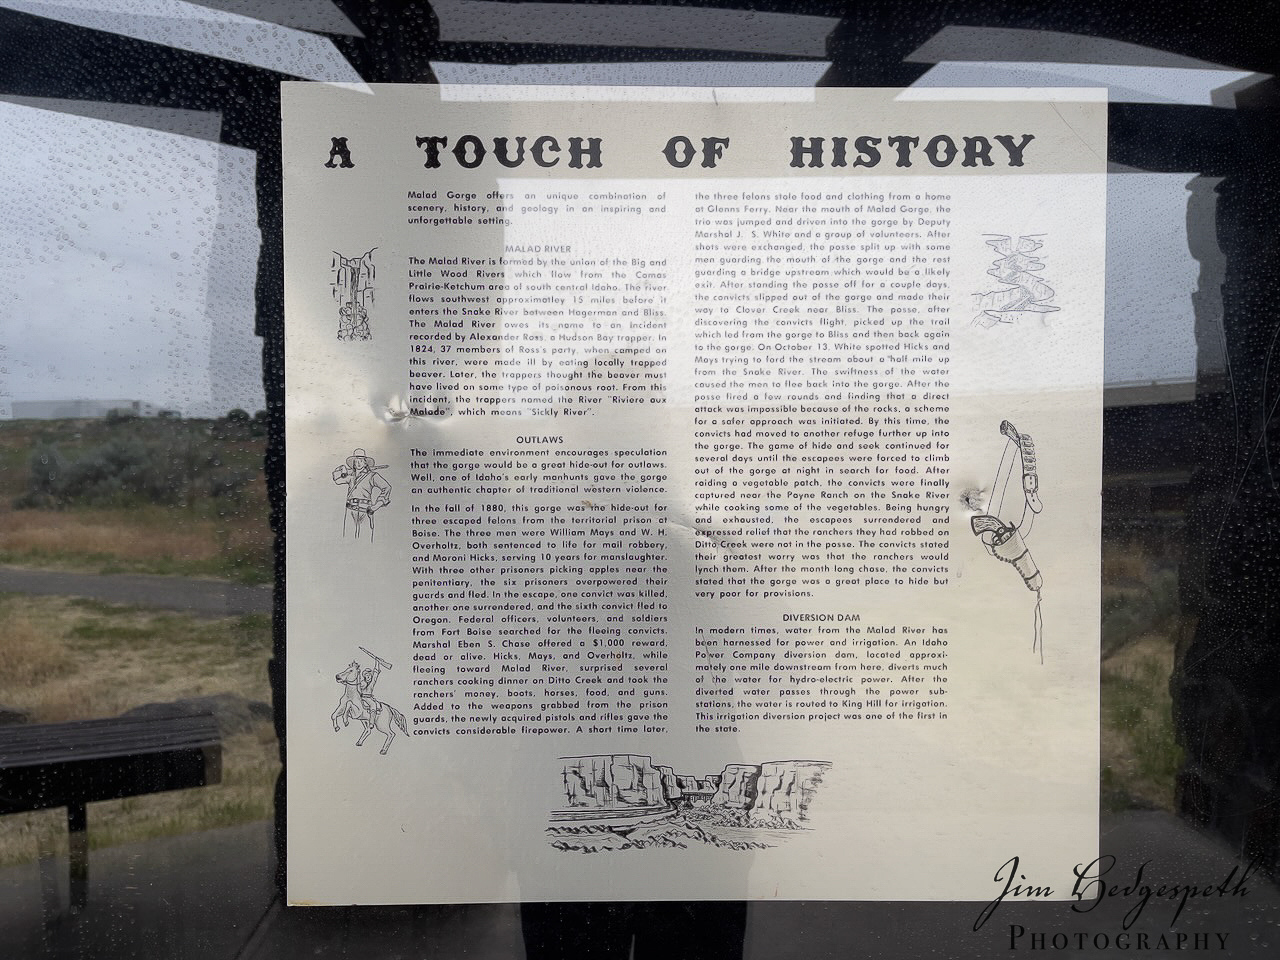 A TOUCH OF HISTORY
Malad Gorge offers an unique combination of
scenery, history, and geology in an inspiring and
unforgettable setting.
MALAD RIVER
The Malad River is formed by the union of the Big and
Little Wood Rivers which flow from the Camas
Prairie-Ketchum area of south central Idaho. The river
flows southwest approximatley 15 miles before it
enters the Snake River between Hagerman and Bliss.
The Malad River owes its name to an incident
recorded by Alexander Ross, a Hudson Bay trapper. In
1824, 37 members of Ross's party, when camped on
this river, were made ill by eating locally trapped
beaver. Later, the trappers thought the beaver must
have lived on some type of poisonous root. From this
incident, the trappers named the River "Riviere aux
Malade", which means "Sickly River".
OUTLAWS
The immediate environment encourages speculation
that the gorge would be a great hide-out for outlaws.
Well, one of Idaho's early manhunts gave the gorge
an authentic chapter of traditional western violence.
In the fall of 1880, this gorge was the hide-out for
three escaped felons from the territorial prison at
Boise. The three men were William Mays and W. H.
Overholtz, both sentenced to life for mail robbery,
and Moroni Hicks, serving 10 years for manslaughter.
With three other prisoners picking apples near the
penitentiary, the six prisoners overpowered their
guards and fled. In the escape, one convict was killed,
another one surrendered, and the sixth convict fled to
Oregon. Federal officers, volunteers, and soldiers
from Fort Boise searched for the fleeing convicts.
Marshal Eben S. Chase offered a $1,000 reward,
dead or alive. Hicks, Mays, and Overholtz, while
fleeing toward Malad River, surprised several
ranchers cooking dinner on Ditto Creek and took the
ranchers' money, boots, horses, food, and guns.
Added to the weapons grabbed from the prison
guards, the newly acquired pistols and rifles gave the
convicts considerable firepower. A short time later,
the three felons stole food and clothing from a home
at Glenns Ferry. Near the mouth of Malad Gorge, the
trio was jumped and driven into the gorge by Deputy
Marshal J. S. White and a group of volunteers. After
shots were exchanged, the posse split up with some
men guarding the mouth of the gorge and the rest
guarding a bridge upstream which would be a likely
exit. After standing the posse off for a couple days,
the convicts slipped out of the gorge and made their
way to Clover Creek near Bliss. The posse, after
discovering the convicts flight, picked up the trail
which led from the gorge to Bliss and then back again
to the gorge. On October 13, White spotted Hicks and
Mays trying to ford the stream about a half mile up
from the Snake River. The swiftness of the water
caused the men to flee back into the gorge. After the
posse fired a few rounds and finding that a direct
attack was impossible because of the rocks, a scheme
for a safer approach was initiated. By this time, the
convicts had moved to another refuge further up into
the gorge. The game of hide and seek continued for
several days until the escapees were forced to climb
out of the gorge at night in search for food. After
raiding a vegetable patch, the convicts were finally
captured near the Payne Ranch on the Snake River
while cooking some of the vegetables. Being hungry
and exhausted, the escapees surrendered and
expressed relief that the ranchers they had robbed on
Ditto Creek were not in the posse. The convicts stated
their greatest worry was that the ranchers would
lynch them. After the month long chase, the convicts
stated that the gorge was a great place to hide but
very poor for provisions.
DIVERSION DAM
In modern times, water from the Malad River has
been harnessed for power and irrigation. An Idaho
Power Company diversion dam, located approxi-
mately one mile downstream from here, diverts much
of the water for hydro-electric power. After the
diverted water passes through the power sub-
stations, the water is routed to King Hill for irrigation.
This irrigation diversion project was one of the first in
the state.
Jim Hedgespeth
PHOTOGRAPHY